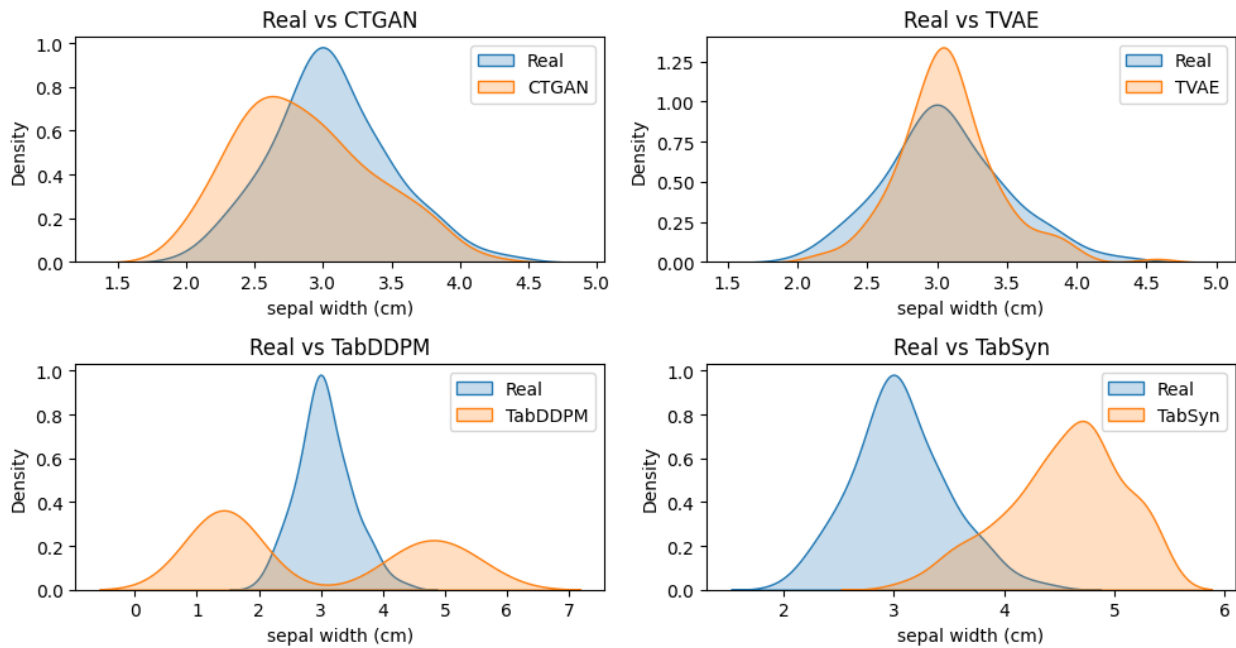 Real vs CTGAN
Density
1.0
0.8
0.6
0.4
0.2
0.0
Real
CTGAN
1.5 2.0 2.5 3.0 3.5 4.0 4.5 5.0
sepal width (cm)
Real vs TVAE
Density
1.25
1.00
0.75
0.50
0.25
0.00
Real
TVAE
1.5 2.0 2.5 3.0 3.5 4.0 4.5 5.0
sepal width (cm)
Real vs TabDDPM
Density
1.0
0.8
0.6
0.4
0.2
0.0
Real
TabDDPM
0 1 2 3 4 5 6 7
sepal width (cm)
Real vs TabSyn
Density
1.0
0.8
0.6
0.4
0.2
0.0
Real
TabSyn
2 3 4 5 6
sepal width (cm)